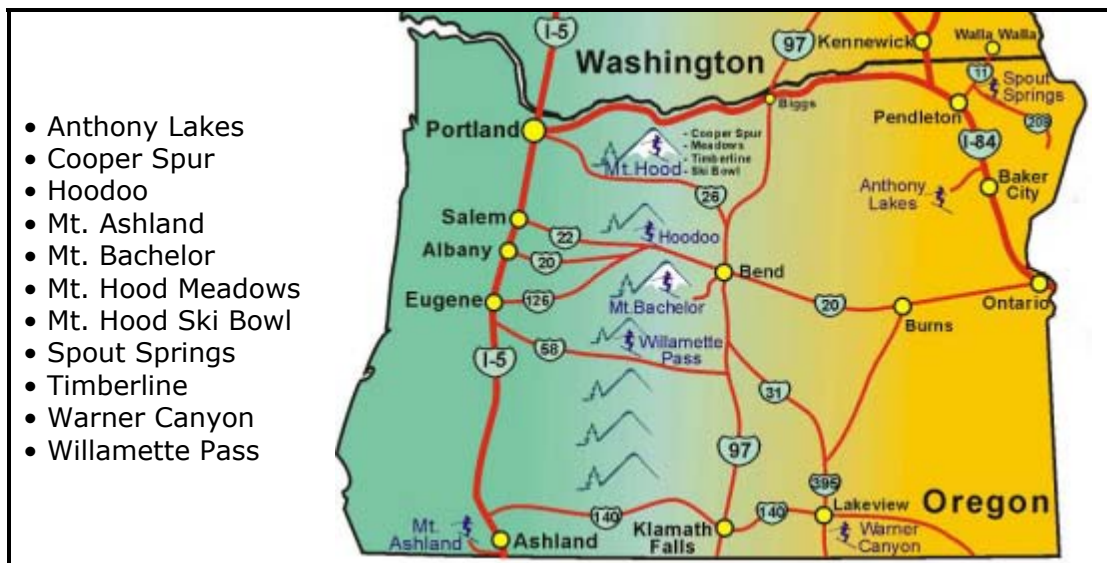 • Anthony Lakes
• Cooper Spur
• Hoodoo
• Mt. Ashland
• Mt. Bachelor
• Mt. Hood Meadows
• Mt. Hood Ski Bowl
• Spout Springs
• Timberline
• Warner Canyon
• Willamette Pass
I-5
97
Kennewick
Walla Walla
Washington
11
Spout
Springs
Biggs
Portland
Pendleton
- Cooper Spur
- Meadows
- Timberline
- Ski Bowl
Mt. Hood
I-84
Baker
City
Anthony
Lakes
26
Salem
22
Hoodoo
Albany
20
Bend
Eugene
126
Mt.Bachelor
20
Ontario
Burns
Willamette
Pass
58
I-5
31
97
395
Lakeview
Oregon
140
Klamath
Falls
140
Warner
Canyon
Mt.
Ashland
Ashland